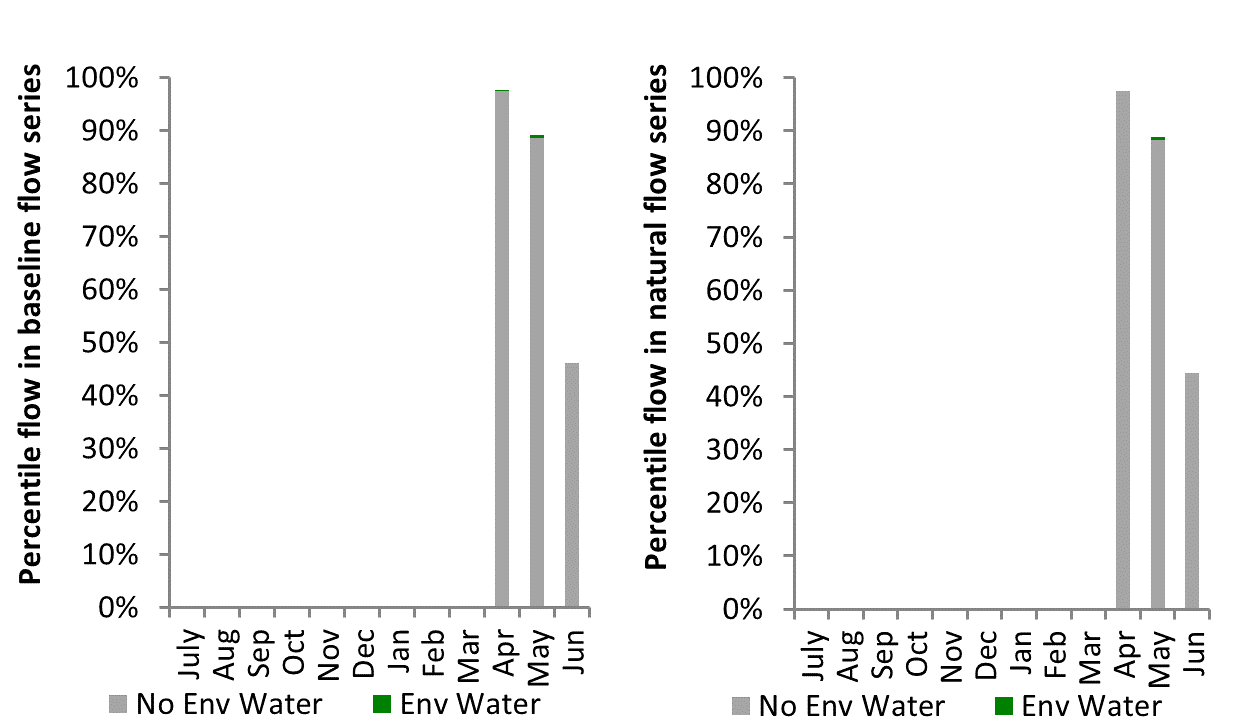 Percentile flow in baseline flow series
100%
90%
80%
70%
60%
50%
40%
30%
20%
10%
0%
July
Aug
Sep
Oct
Nov
Dec
Jan
Feb
Mar
Apr
May
Jun
No Env Water
Env Water
Percentile flow in natural flow series
100%
90%
80%
70%
60%
50%
40%
30%
20%
10%
0%
July
Aug
Sep
Oct
Nov
Dec
Jan
Feb
Mar
Apr
May
Jun
No Env Water
Env Water